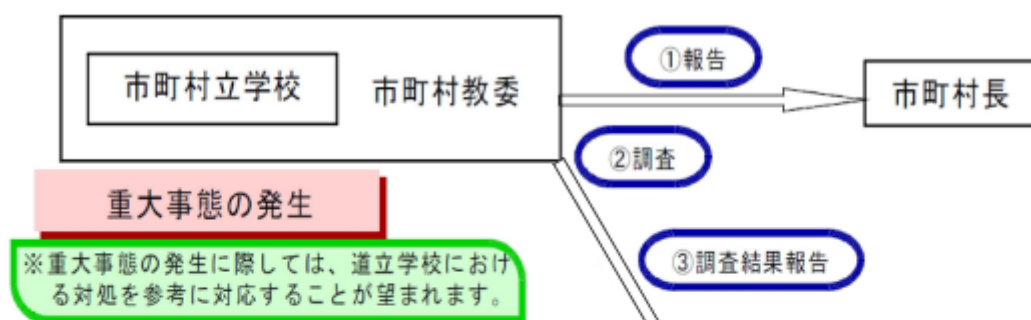 ①報告
市町村立学校
市町村教委
市町村長
②調査
重大事態の発生
③調査結果報告
※重大事態の発生に際しては、道立学校におけ
る対処を参考に対応することが望まれます。